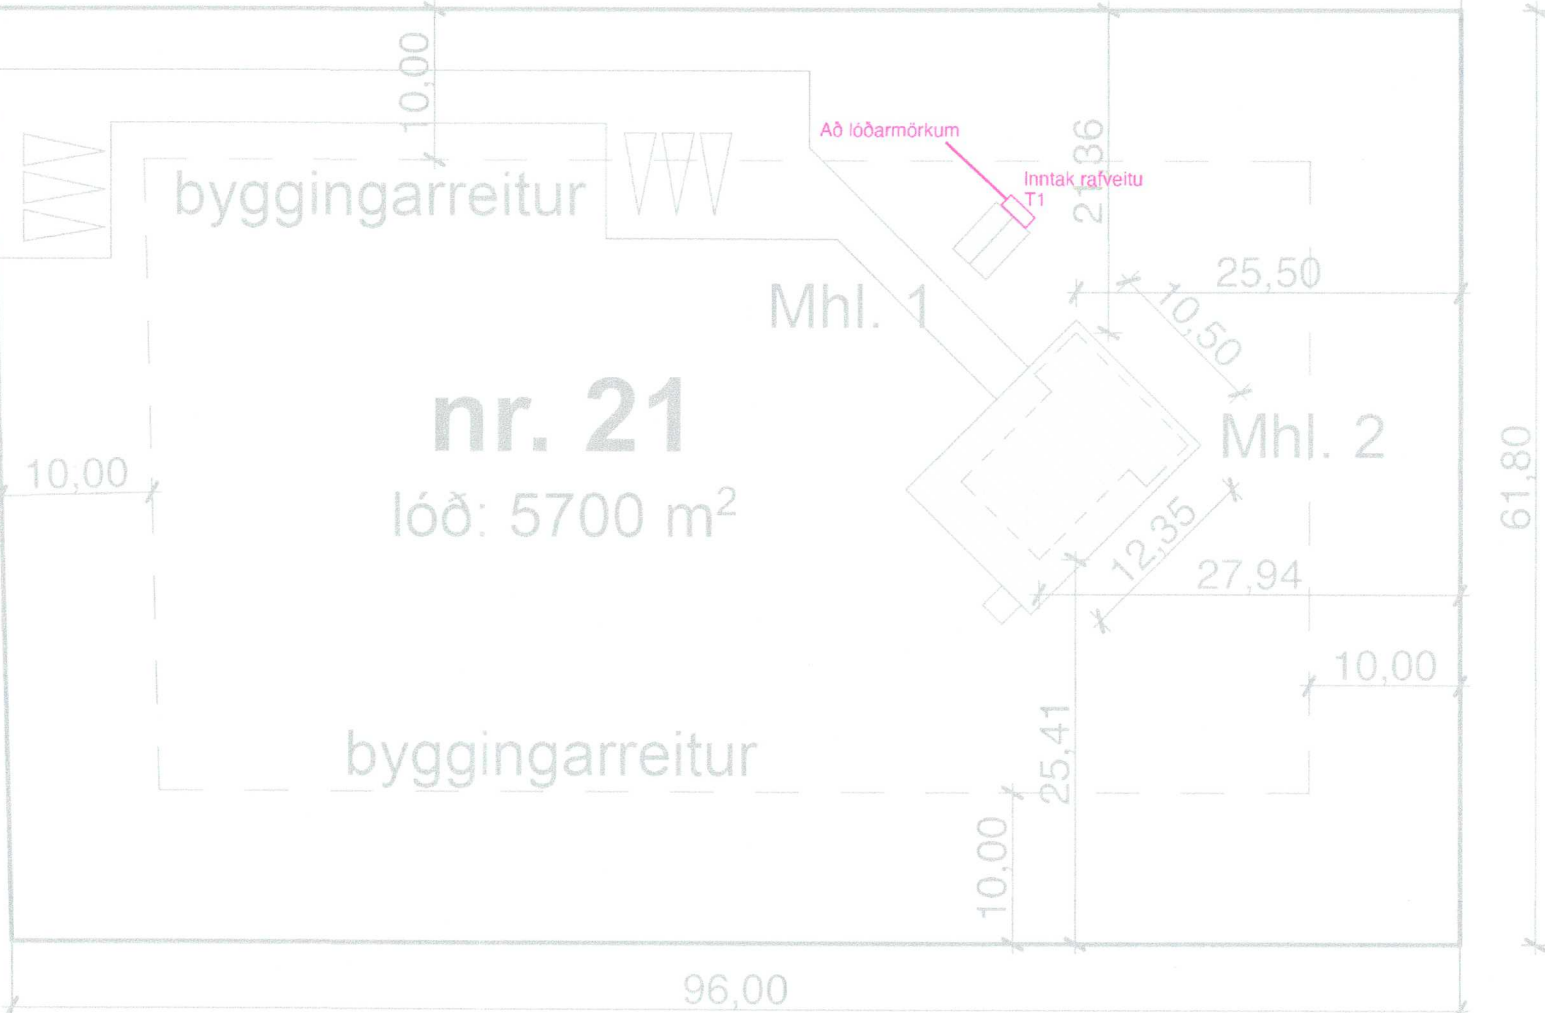 10,00
Að lóðarmörkum
21,36
Inntak rafveitu
T1
byggingarreitur
25,50
Mhl. 1
10,50
nr. 21
Mhl. 2
10,00
lóð: 5700 m²
61,80
12,35
27,94
10,00
25,41
byggingarreitur
10,00
96,00